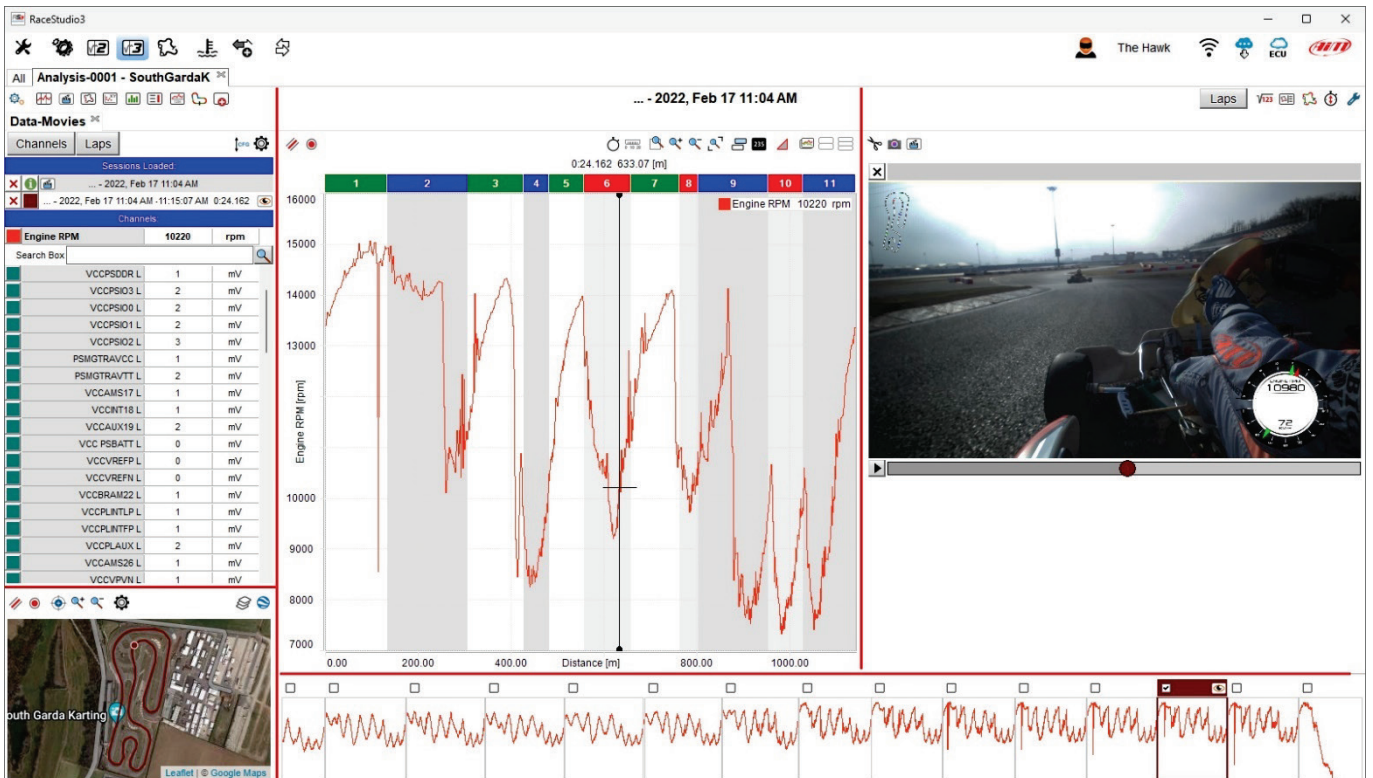 RaceStudio3
The Hawk
ECU
All Analysis-0001 - SouthGardaK
... - 2022, Feb 17 11:04 AM
Laps
Data-Movies
Channels Laps
CFG
Sessions Loaded:
... - 2022, Feb 17 11:04 AM
... - 2022, Feb 17 11:04 AM -11:15:07 AM 0:24.162
Channels
Engine RPM 10220 rpm
Search Box
VCCPSDDR L 1 mV
VCCPSIO3 L 2 mV
VCCPSIO0 L 2 mV
VCCPSIO1 L 2 mV
VCCPSIO2 L 3 mV
PSMGTRAVCC L 1 mV
PSMGTRAVTT L 2 mV
VCCAMS17 L 1 mV
VCCINT18 L 1 mV
VCCAUX19 L 2 mV
VCC PSBATT L 0 mV
VCCVREFP L 0 mV
VCCVREFN L 0 mV
VCCBRAM22 L 1 mV
VCCPLINTLP L 1 mV
VCCPLINTFP L 1 mV
VCCPLAUX L 2 mV
VCCAMS26 L 1 mV
VCCVPVN L 1 mV
outh Garda Karting
Leaflet | © Google Maps
0:24.162 633.07 [m]
1 2 3 4 5 6 7 8 9 10 11
Engine RPM 10220 rpm
16000
15000
14000
13000
10000
9000
8000
7000
Engine RPM [rpm]
0.00 200.00 400.00 Distance [m] 800.00 1000.00
10980
72